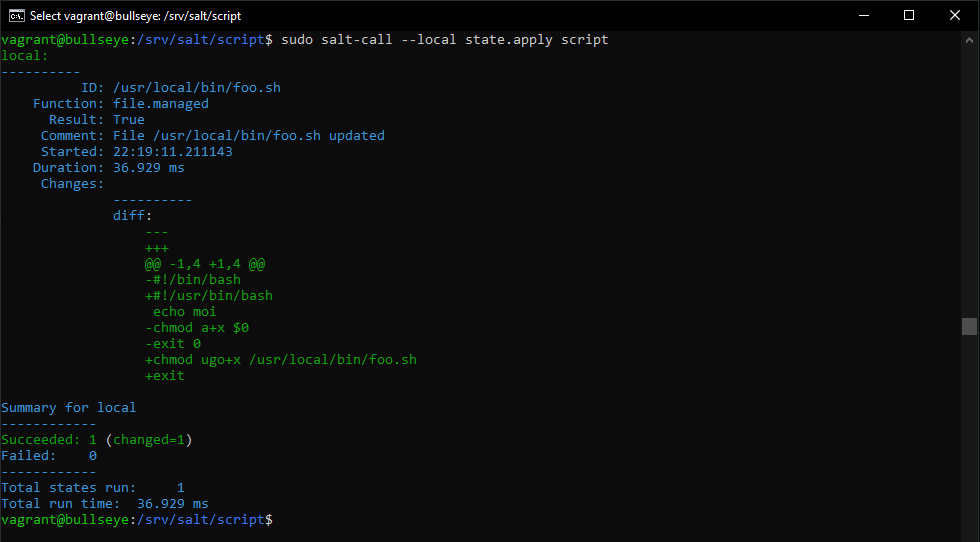 Select vagrant@bullseye: /srv/salt/script
vagrant@bullseye:/srv/salt/script$ sudo salt-call --local state.apply script
local:
----------
          ID: /usr/local/bin/foo.sh
    Function: file.managed
      Result: True
     Comment: File /usr/local/bin/foo.sh updated
     Started: 22:19:11.211143
    Duration: 36.929 ms
     Changes:
              ----------
              diff:
                  ---
                  +++
                  @@ -1,4 +1,4 @@
                  -#!/bin/bash
                  +#!/usr/bin/bash
                   echo moi
                  -chmod a+x $0
                  -exit 0
                  +chmod ugo+x /usr/local/bin/foo.sh
                  +exit
Summary for local
------------
Succeeded: 1 (changed=1)
Failed:    0
------------
Total states run:     1
Total run time:  36.929 ms
vagrant@bullseye:/srv/salt/script$